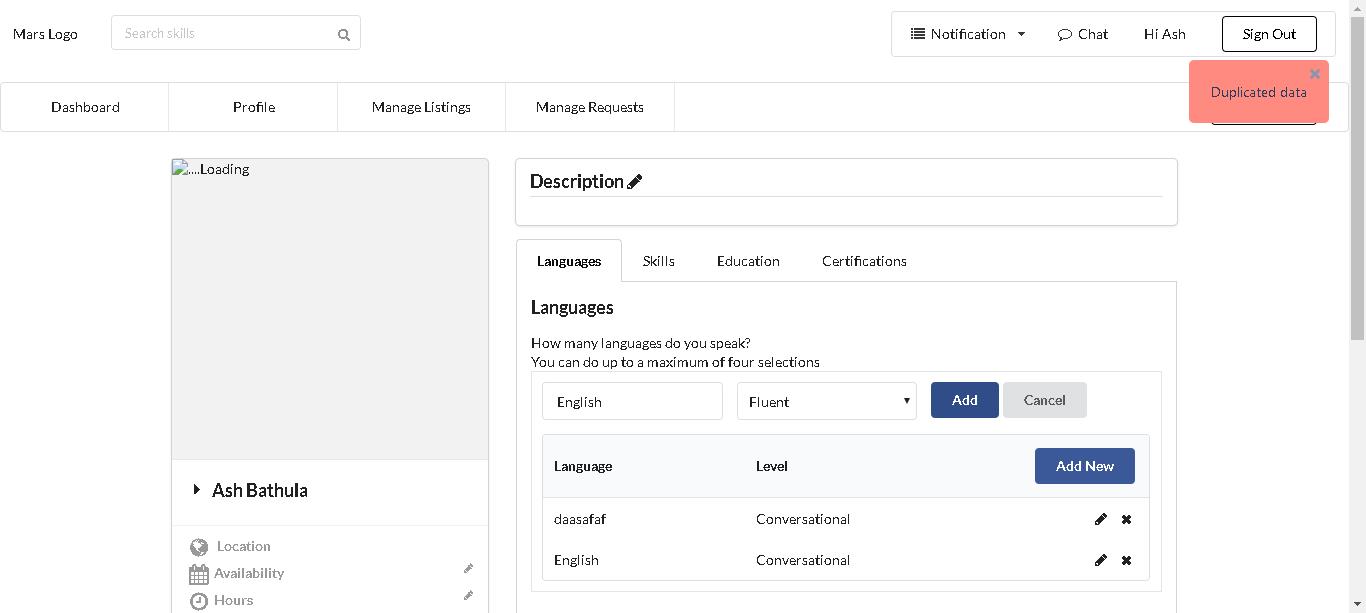 Mars Logo
Search skills
Notification
Chat
Hi Ash
Sign Out
Duplicated data
Dashboard
Profile
Manage Listings
Manage Requests
....Loading
Description
Languages
Skills
Education
Certifications
Languages
How many languages do you speak?
You can do up to a maximum of four selections
English
Fluent
Add
Cancel
Language
Level
Add New
daasafaf
Conversational
English
Conversational
Ash Bathula
Location
Availability
Hours